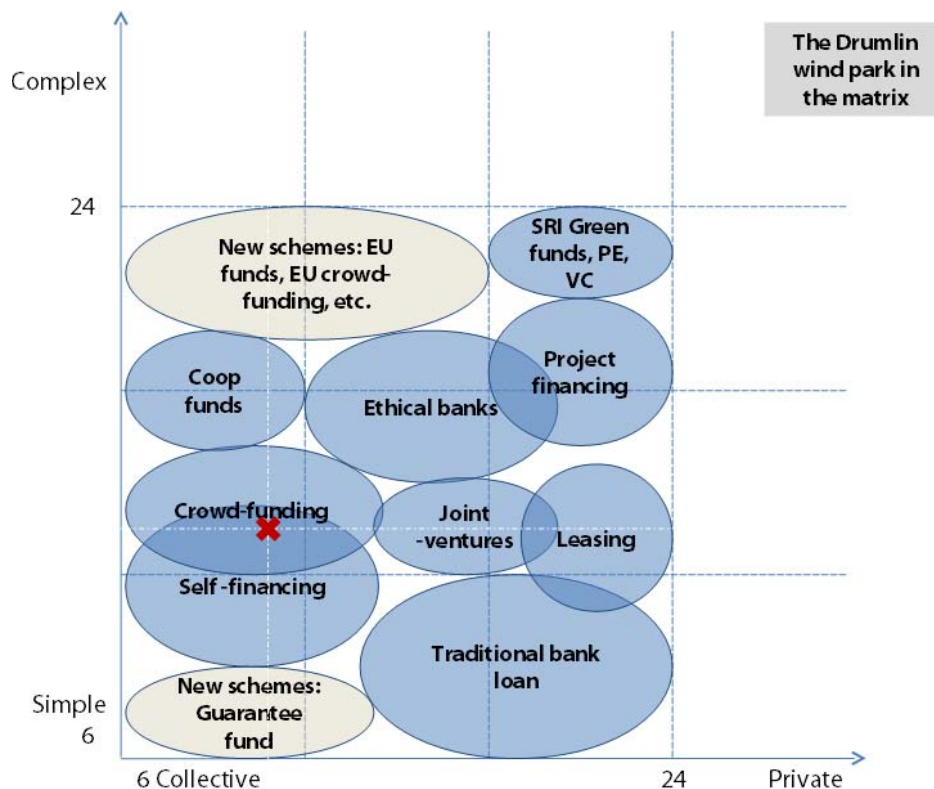 The Drumlin
wind park in
the matrix
Complex
24
New schemes: EU
funds, EU crowd-
funding, etc.
SRI Green
funds, PE,
VC
Coop
funds
Ethical banks
Project
financing
Crowd-funding
Joint
-ventures
Leasing
Self-financing
Traditional bank
loan
New schemes:
Guarantee
fund
Simple
6
6 Collective
24
Private